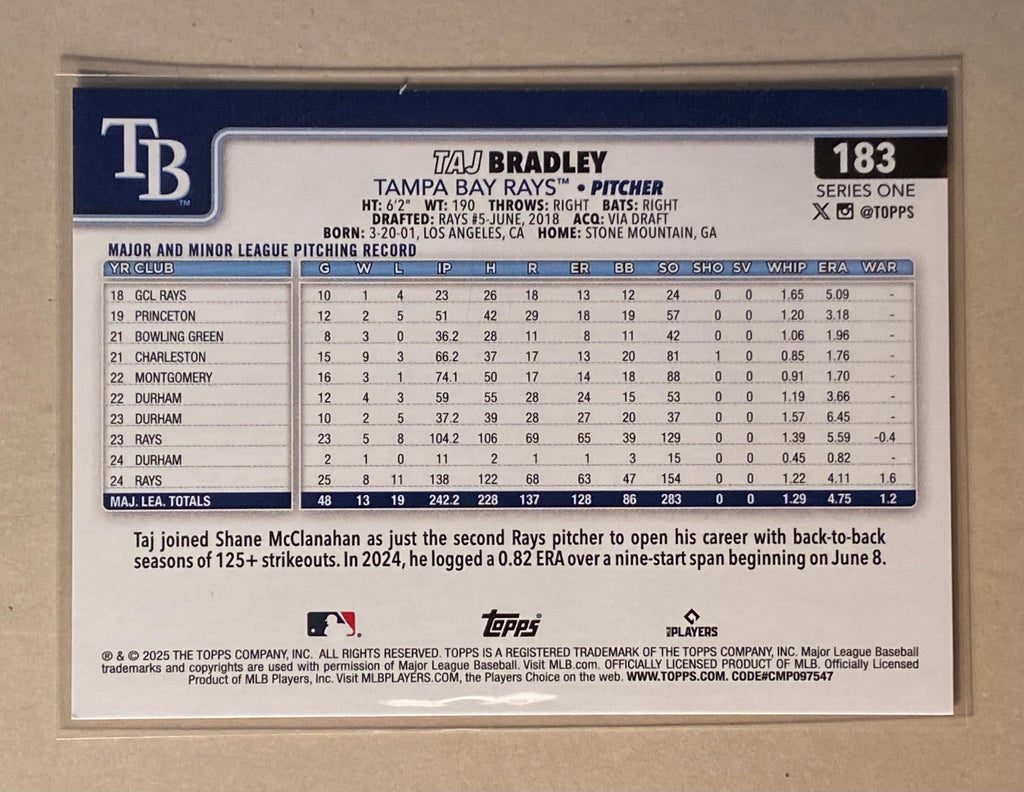 TB™
TAJ BRADLEY
183
TAMPA BAY RAYS™ • PITCHER
SERIES ONE
HT: 6'2" WT: 190 THROWS: RIGHT BATS: RIGHT
@TOPPS
DRAFTED: RAYS #5-JUNE, 2018 ACQ: VIA DRAFT
BORN: 3-20-01, LOS ANGELES, CA HOME: STONE MOUNTAIN, GA
MAJOR AND MINOR LEAGUE PITCHING RECORD
YR CLUB G W L IP H R ER BB SO SHO SV WHIP ERA WAR
18 GCL RAYS 10 1 4 23 26 18 13 12 24 0 0 1.65 5.09 -
19 PRINCETON 12 2 5 51 42 29 18 19 57 0 0 1.20 3.18 -
21 BOWLING GREEN 8 3 0 36.2 28 11 8 11 42 0 0 1.06 1.96 -
21 CHARLESTON 15 9 3 66.2 37 17 13 20 81 1 0 0.85 1.76 -
22 MONTGOMERY 16 3 1 74.1 50 17 14 18 88 0 0 0.91 1.70 -
22 DURHAM 12 4 3 59 55 28 24 15 53 0 0 1.19 3.66 -
23 DURHAM 10 2 5 37.2 39 28 27 20 37 0 0 1.57 6.45 -
23 RAYS 23 5 8 104.2 106 69 65 39 129 0 0 1.39 5.59 -0.4
24 DURHAM 2 1 0 11 2 1 1 3 15 0 0 0.45 0.82 -
24 RAYS 25 8 11 138 122 68 63 47 154 0 0 1.22 4.11 1.6
MAJ. LEA. TOTALS 48 13 19 242.2 228 137 128 86 283 0 0 1.29 4.75 1.2
Taj joined Shane McClanahan as just the second Rays pitcher to open his career with back-to-back
seasons of 125+ strikeouts. In 2024, he logged a 0.82 ERA over a nine-start span beginning on June 8.
Topps®
MLB PLAYERS
® & © 2025 THE TOPPS COMPANY, INC. ALL RIGHTS RESERVED. TOPPS IS A REGISTERED TRADEMARK OF THE TOPPS COMPANY, INC. Major League Baseball
trademarks and copyrights are used with permission of Major League Baseball. Visit MLB.com. OFFICIALLY LICENSED PRODUCT OF MLB. Officially Licensed
Product of MLB Players, Inc. Visit MLBPLAYERS.COM, the Players Choice on the web. WWW.TOPPS.COM. CODE#CMP097547